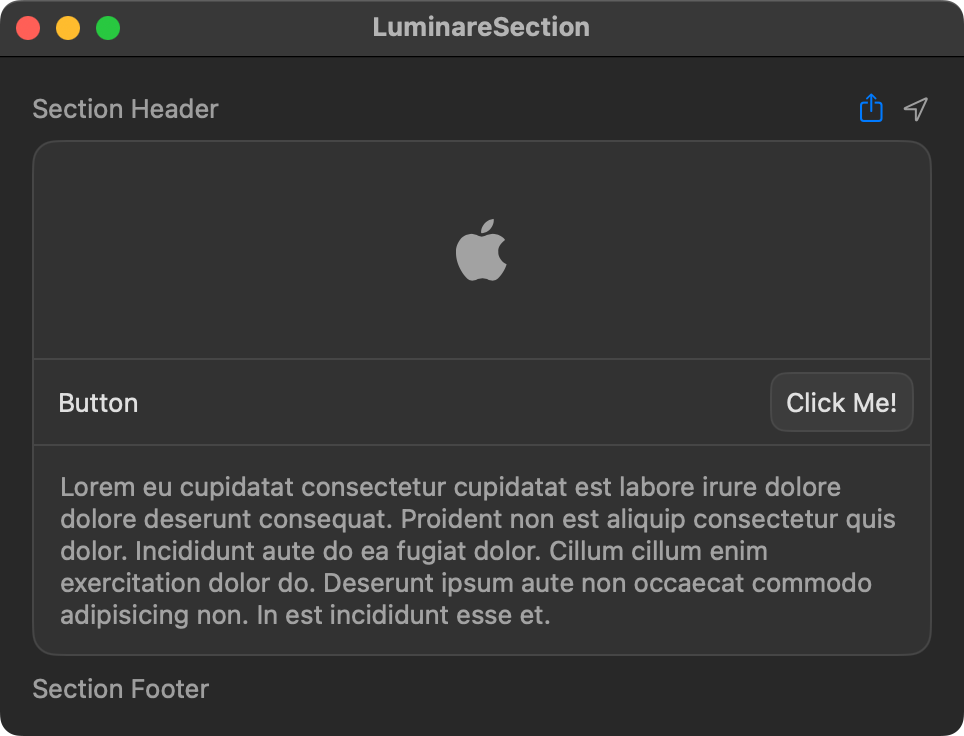 LuminareSection
Section Header
Button
Click Me!
Lorem eu cupidatat consectetur cupidatat est labore irure dolore
dolore deserunt consequat. Proident non est aliquip consectetur quis
dolor. Incididunt aute do ea fugiat dolor. Cillum cillum enim
exercitation dolor do. Deserunt ipsum aute non occaecat commodo
adipisicing non. In est incididunt esse et.
Section Footer